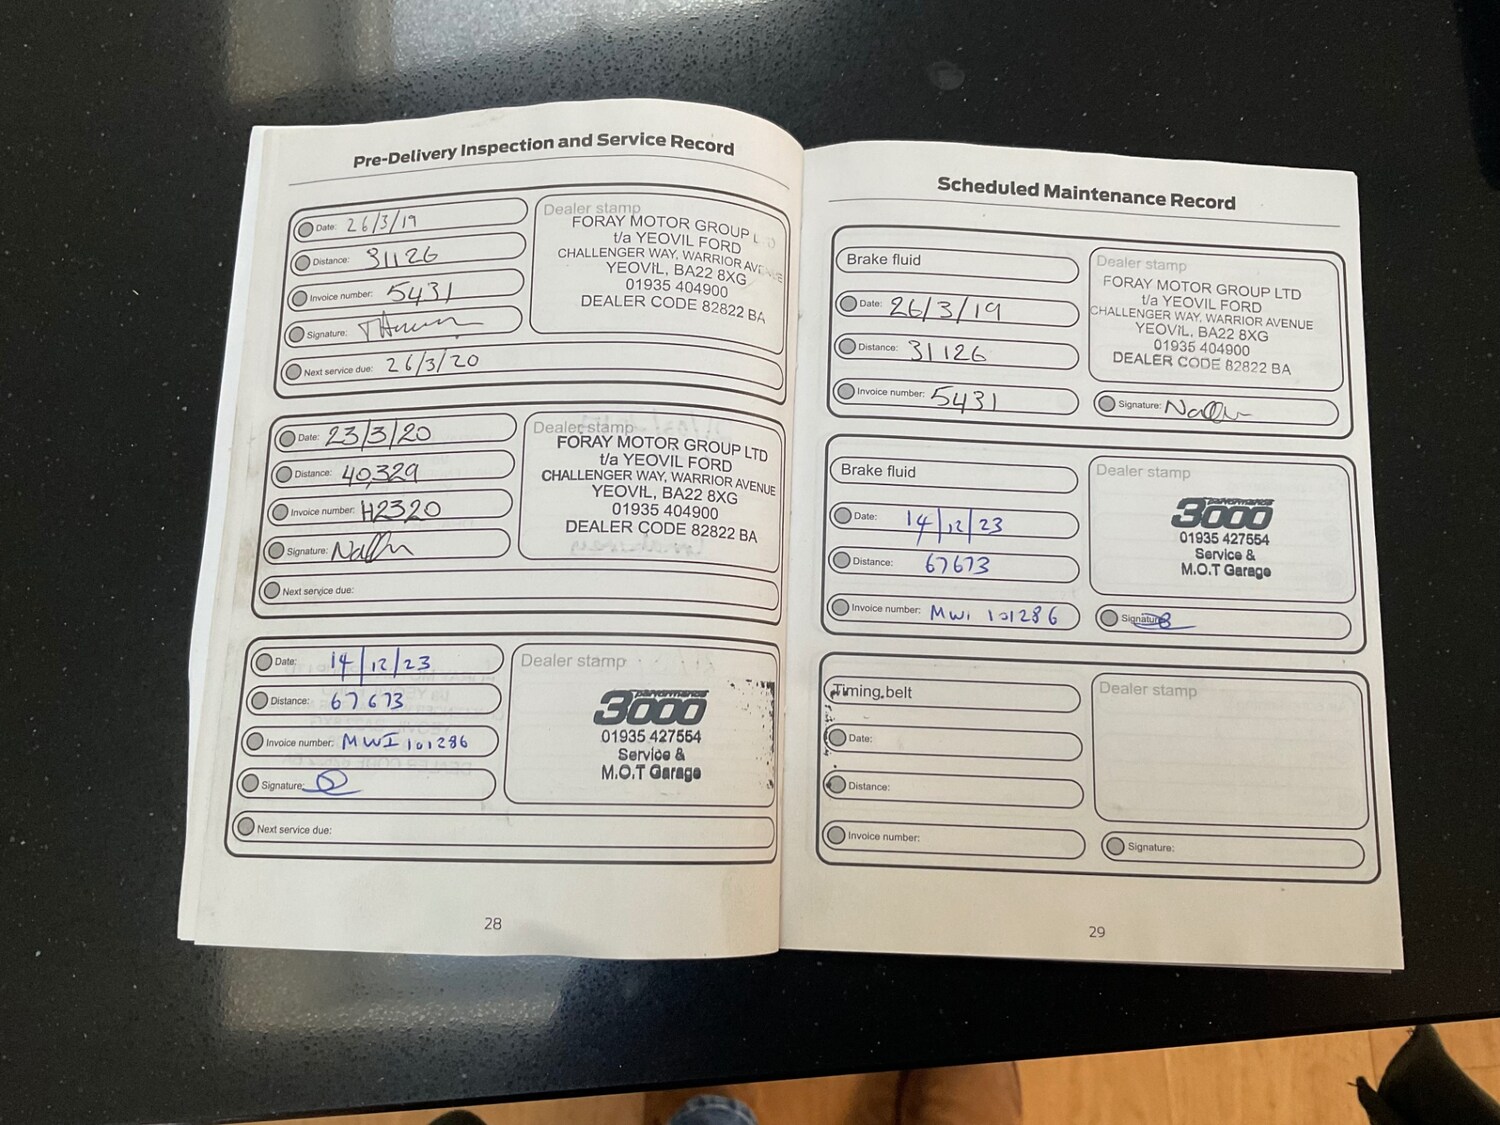 Pre-Delivery Inspection and Service Record
Date: 26/3/19
Distance: 31126
Invoice number: 5431
Signature:
Next service due: 26/3/20
Dealer stamp
FORAY MOTOR GROUP LTD
t/a YEOVIL FORD
CHALLENGER WAY, WARRIOR AVENUE
YEOVIL, BA22 8XG
01935 404900
DEALER CODE 82822 BA
Date: 23/3/20
Distance: 40,329
Invoice number: H2320
Signature:
Next service due:
Dealer stamp
FORAY MOTOR GROUP LTD
t/a YEOVIL FORD
CHALLENGER WAY, WARRIOR AVENUE
YEOVIL, BA22 8XG
01935 404900
DEALER CODE 82822 BA
Date: 14/12/23
Distance: 67673
Invoice number: MWI 101286
Signature:
Next service due:
Dealer stamp
performance
3000
01935 427554
Service &
M.O.T Garage
28
Scheduled Maintenance Record
Brake fluid
Date: 26/3/19
Distance: 31126
Invoice number: 5431
Dealer stamp
FORAY MOTOR GROUP LTD
t/a YEOVIL FORD
CHALLENGER WAY, WARRIOR AVENUE
YEOVIL, BA22 8XG
01935 404900
DEALER CODE 82822 BA
Signature:
Brake fluid
Date: 14/12/23
Distance: 67673
Invoice number: MWI 101286
Dealer stamp
performance
3000
01935 427554
Service &
M.O.T Garage
Signature:
Timing belt
Date:
Distance:
Invoice number:
Dealer stamp
Signature:
29